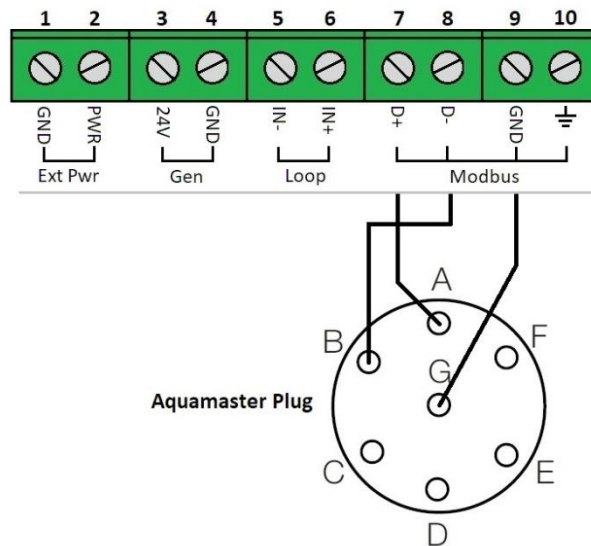 1 2 3 4 5 6 7 8 9 10
GND PWR 24V GND IN- IN+ D+ D- GND
Ext Pwr Gen Loop Modbus
A
F
B
G
Aquamaster Plug
C
E
D